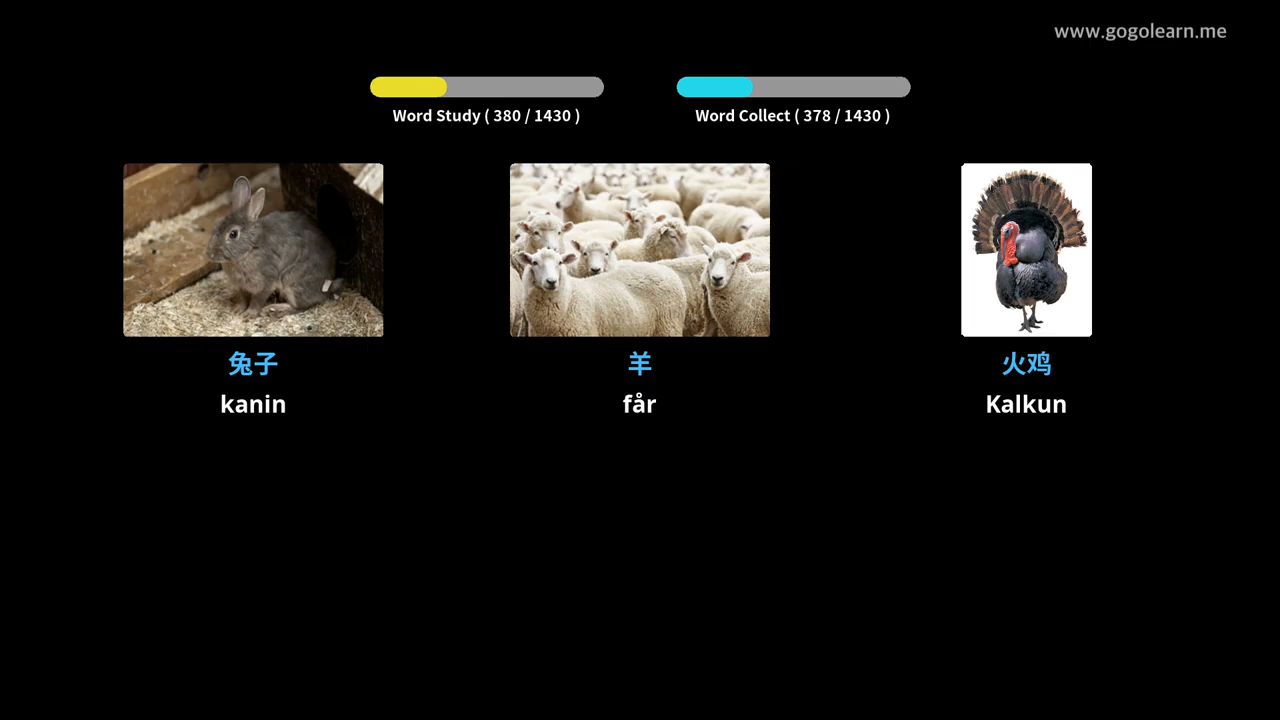 www.gogolearn.me
Word Study ( 380 / 1430 )
Word Collect ( 378 / 1430 )
兔子
羊
火鸡
kanin
får
Kalkun